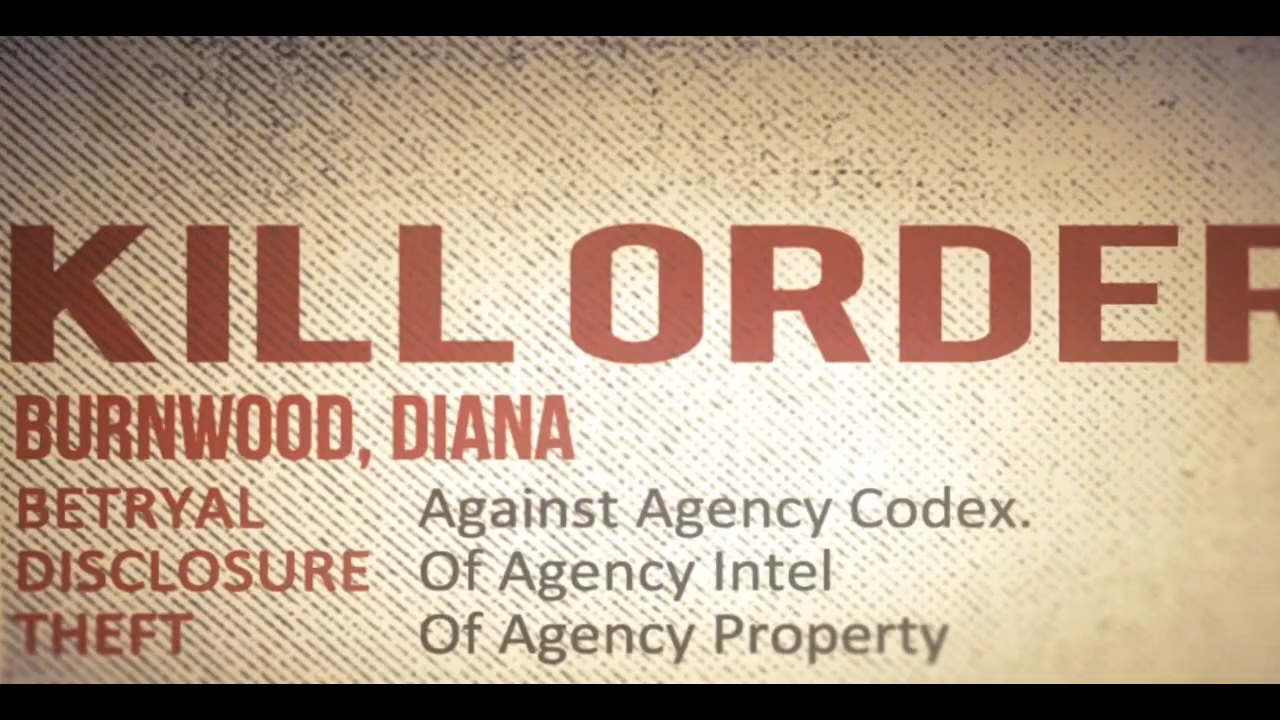 KILL ORDER
BURNWOOD, DIANA
BETRYAL Against Agency Codex.
DISCLOSURE Of Agency Intel
THEFT Of Agency Property